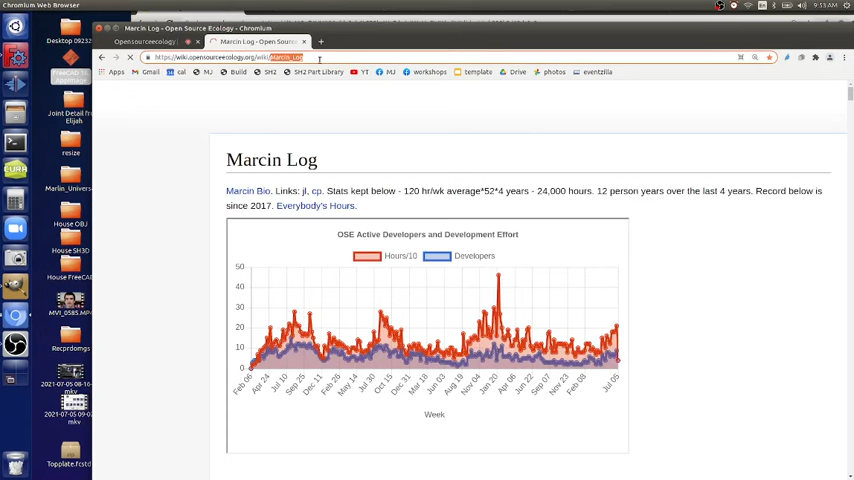 Chromium Web Browser
9:53 AM
Marcin Log - Open Source Ecology - Chromium
Opensourceecology
Marcin Log - Open Source
https://wiki.opensourceecology.org/wiki/Marcin_Log
Apps Gmail cal MJ Build SH2 SH2 Part Library YT MJ workshops template Drive photos eventzilla
Desktop 09232
FreeCAD
AppImage
Joint Detail from
Elijah
resize
Marlin_Univers
House OBJ
House SH3D
House FreeCAD
MVI_0585.MP4
Recprdomgs
2021-07-05 08-16
mkv
2021-07-05 09-0
mkv
Topplate.fcstd
CURA
Marcin Log
Marcin Bio. Links: jl, cp. Stats kept below - 120 hr/wk average*52*4 years - 24,000 hours. 12 person years over the last 4 years. Record below is
since 2017. Everybody's Hours.
OSE Active Developers and Development Effort
Hours/10 Developers
50
40
30
20
10
0
Feb 06 Apr 24 Jul 10 Sep 25 Dec 11 Feb 26 May 14 Jul 30 Oct 15 Dec 31 Mar 18 Jun 03 Aug 19 Nov 04 Jan 20 Apr 06 Jun 22 Sep 07 Nov 23 Feb 08 Jul 05
Week